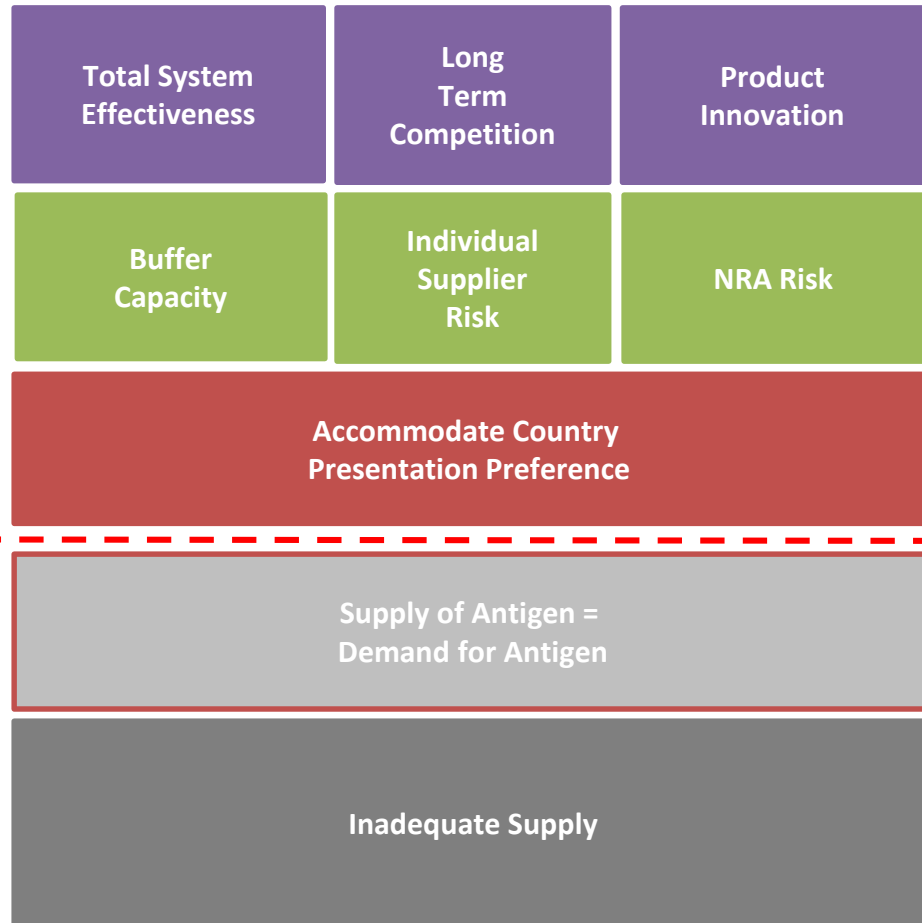 Total System
Effectiveness
Long
Term
Competition
Product
Innovation
Buffer
Capacity
Individual
Supplier
Risk
NRA Risk
Accommodate Country
Presentation Preference
Supply of Antigen =
Demand for Antigen
Inadequate Supply